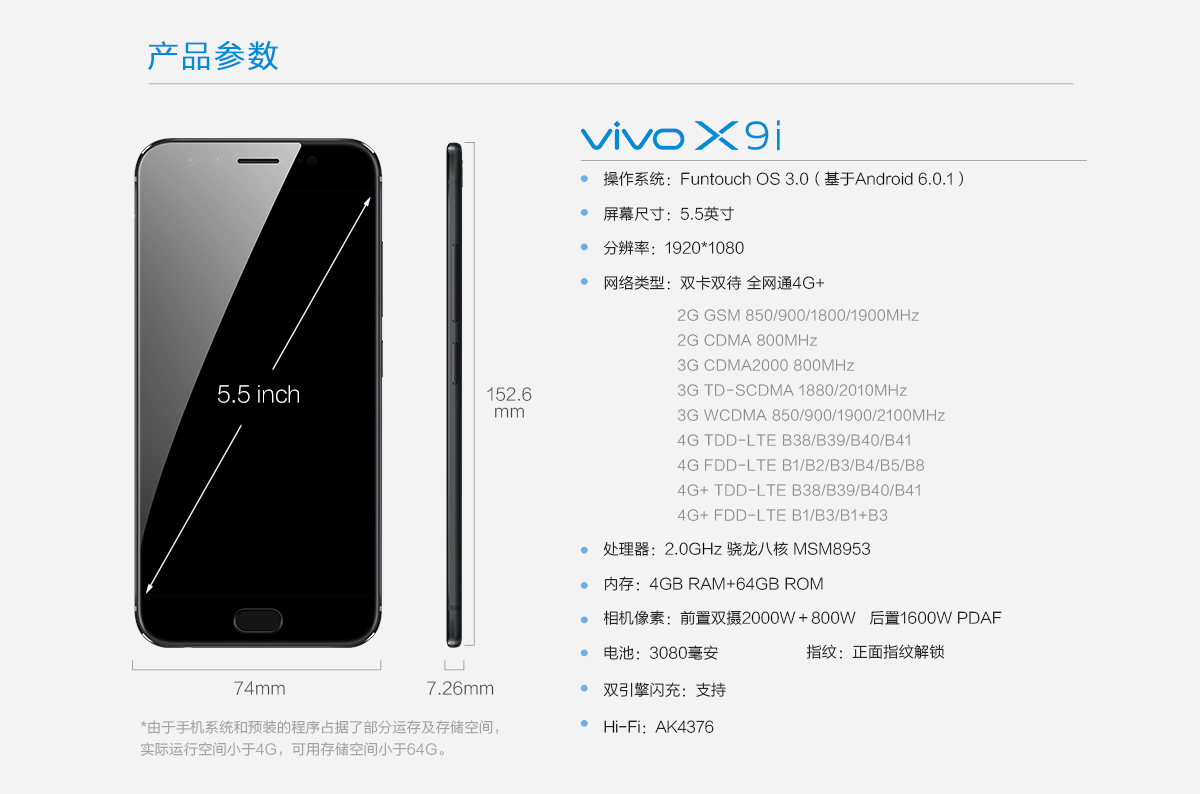 产品参数
vivo X9i
操作系统：Funtouch OS 3.0（基于Android 6.0.1）
屏幕尺寸：5.5英寸
分辨率：1920*1080
网络类型：双卡双待 全网通4G+
2G GSM 850/900/1800/1900MHz
2G CDMA 800MHz
3G CDMA2000 800MHz
3G TD-SCDMA 1880/2010MHz
3G WCDMA 850/900/1900/2100MHz
4G TDD-LTE B38/B39/B40/B41
4G FDD-LTE B1/B2/B3/B4/B5/B8
4G+ TDD-LTE B38/B39/B40/B41
4G+ FDD-LTE B1/B3/B1+B3
处理器：2.0GHz 骁龙八核 MSM8953
内存：4GB RAM+64GB ROM
相机像素：前置双摄2000W＋800W 后置1600W PDAF
电池：3080毫安 指纹：正面指纹解锁
双引擎闪充：支持
Hi-Fi：AK4376
5.5 inch
152.6
mm
74mm
7.26mm
*由于手机系统和预装的程序占据了部分运存及存储空间，
实际运行空间小于4G，可用存储空间小于64G。